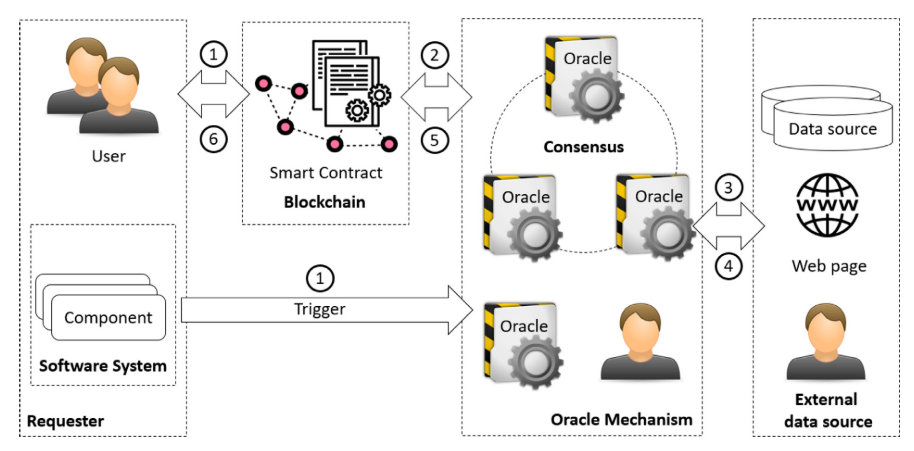 1
6
User
Smart Contract
Blockchain
2
5
Oracle
Consensus
Oracle
Oracle
3
4
Data source
WWW
Web page
Component
Software System
Requester
1
Trigger
Oracle
Oracle Mechanism
External
data source